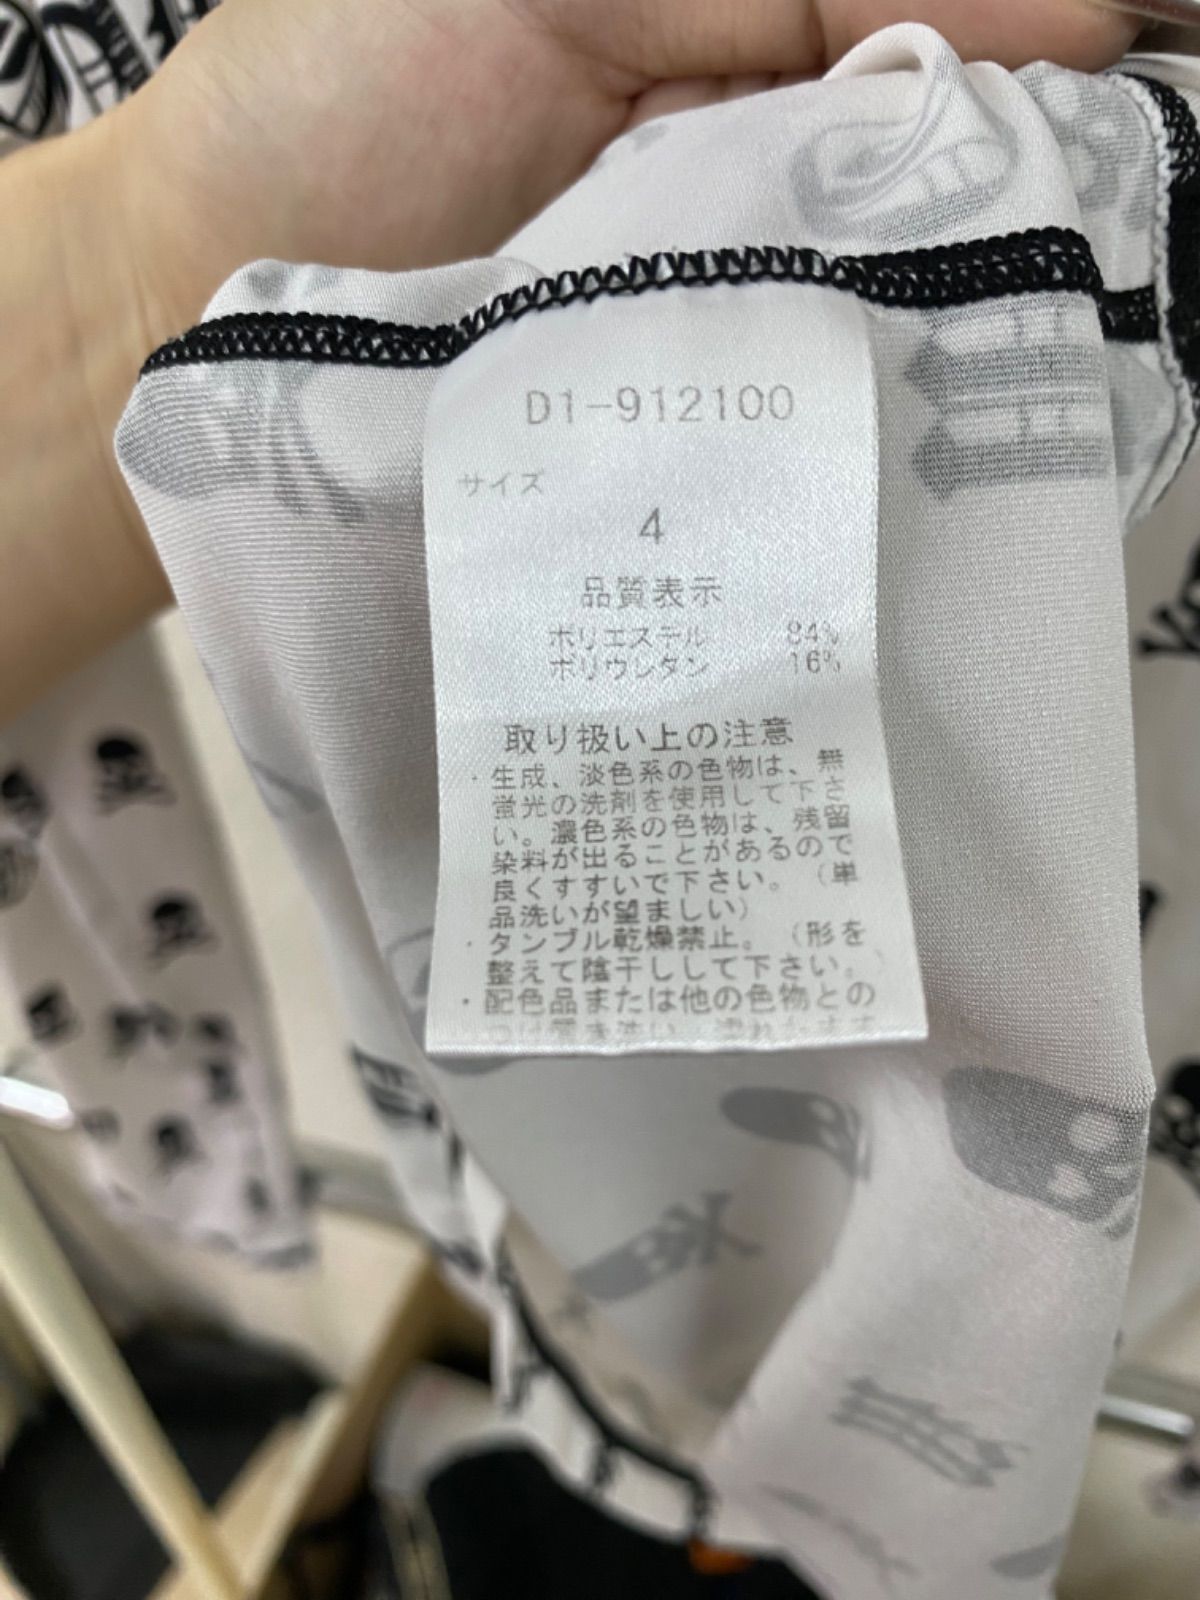 D1-912100
サイズ
4
品質表示
ポリエステル 84%
ポリウレタン 16%
取り扱い上の注意
・生成、淡色系の色物は、無
蛍光の洗剤を使用して下さ
い。濃色系の色物は、残留
染料が出ることがあるので
良くすすいで下さい。（単
品洗いが望ましい）
・タンブル乾燥禁止。（形を
整えて陰干しして下さい。）
・配色品または他の色物との